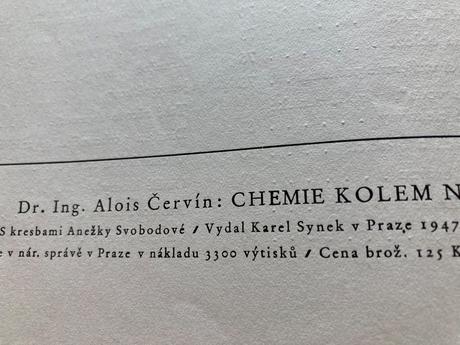 Dr. Ing. Alois Červín: CHEMIE KOLEM N
S kresbami Anežky Svobodové / Vydal Karel Synek v Praze 1947
e v nár. správě v Praze v nákladu 3300 výtisků / Cena brož. 125 K